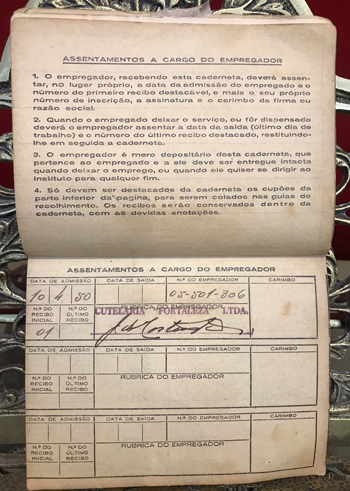 ASSENTAMENTOS A CARGO DO EMPREGADOR
1. O empregador, recebendo esta caderneta, deverá assen-
tar, no lugar próprio, a data da admissão do empregado e o
número de primeiro recibo destacável, e mais o seu próprio
número de inscrição, a assinatura e o carimbo da firma ou
razão social.
2. Quando o empregado deixar o serviço, ou fôr dispensado
deverá o empregador assentar a data da saída (último dia de
trabalho) e o número do último recibo destacado, restituindo-
lhe em seguida a caderneta.
3. O empregador é mero depositário desta caderneta, que
pertence ao empregado e a ele deve ser entregue intacta
quando deixar o emprego, ou quando ele quiser se dirigir ao
Instituto para qualquer fim.
4. Só devem ser destacados da caderneta os cupões da
parte inferior da página, para serem colados nas guias de
recolhimento. Os recibos serão conservados dentro da
caderneta, com as devidas anotações.
ASSENTAMENTOS A CARGO DO EMPREGADOR
DATA DE ADMISSÃO DATA DE SAÍDA N.º DO EMPREGADOR CARIMBO
10 4 50 05-501-806
N.º DO RECIBO INICIAL N.º DO ÚLTIMO RECIBO RUBRICA DO EMPREGADOR
CUTELARIA FORTALEZA LTDA.
01
DATA DE ADMISSÃO DATA DE SAÍDA N.º DO EMPREGADOR CARIMBO
N.º DO RECIBO INICIAL N.º DO ÚLTIMO RECIBO RUBRICA DO EMPREGADOR
DATA DE ADMISSÃO DATA DE SAÍDA N.º DO EMPREGADOR CARIMBO
N.º DO RECIBO INICIAL N.º DO ÚLTIMO RECIBO RUBRICA DO EMPREGADOR